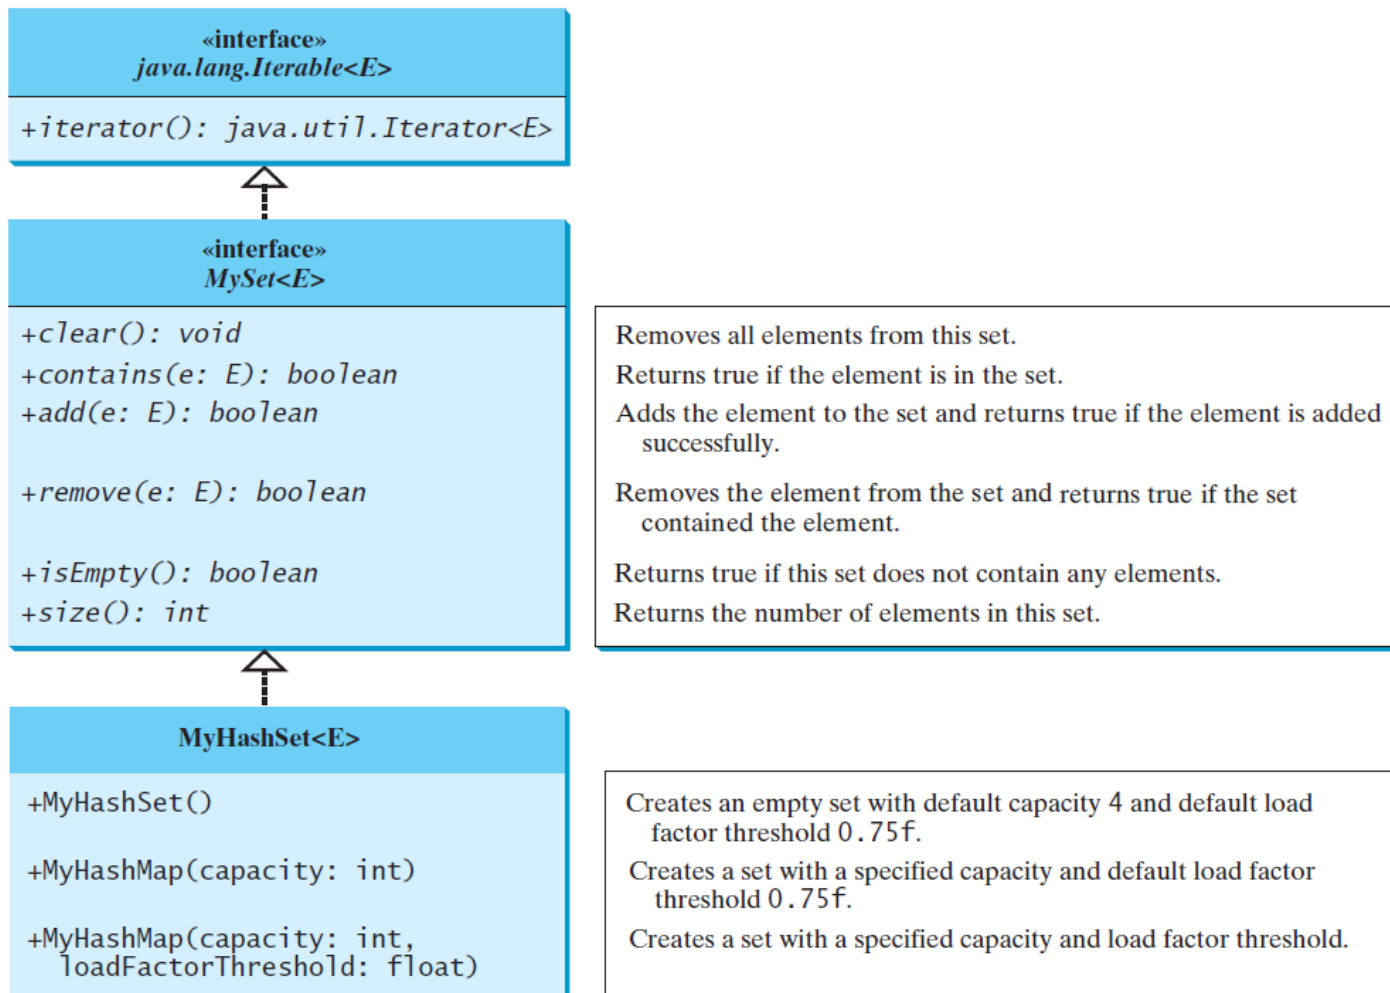 «interface»
java.lang.Iterable<E>
+iterator(): java.util.Iterator<E>
«interface»
MySet<E>
+clear(): void
Removes all elements from this set.
+contains(e: E): boolean
Returns true if the element is in the set.
+add(e: E): boolean
Adds the element to the set and returns true if the element is added
successfully.
+remove(e: E): boolean
Removes the element from the set and returns true if the set
contained the element.
+isEmpty(): boolean
Returns true if this set does not contain any elements.
+size(): int
Returns the number of elements in this set.
MyHashSet<E>
+MyHashSet()
Creates an empty set with default capacity 4 and default load
factor threshold 0.75f.
+MyHashMap(capacity: int)
Creates a set with a specified capacity and default load factor
threshold 0.75f.
+MyHashMap(capacity: int,
loadFactorThreshold: float)
Creates a set with a specified capacity and load factor threshold.